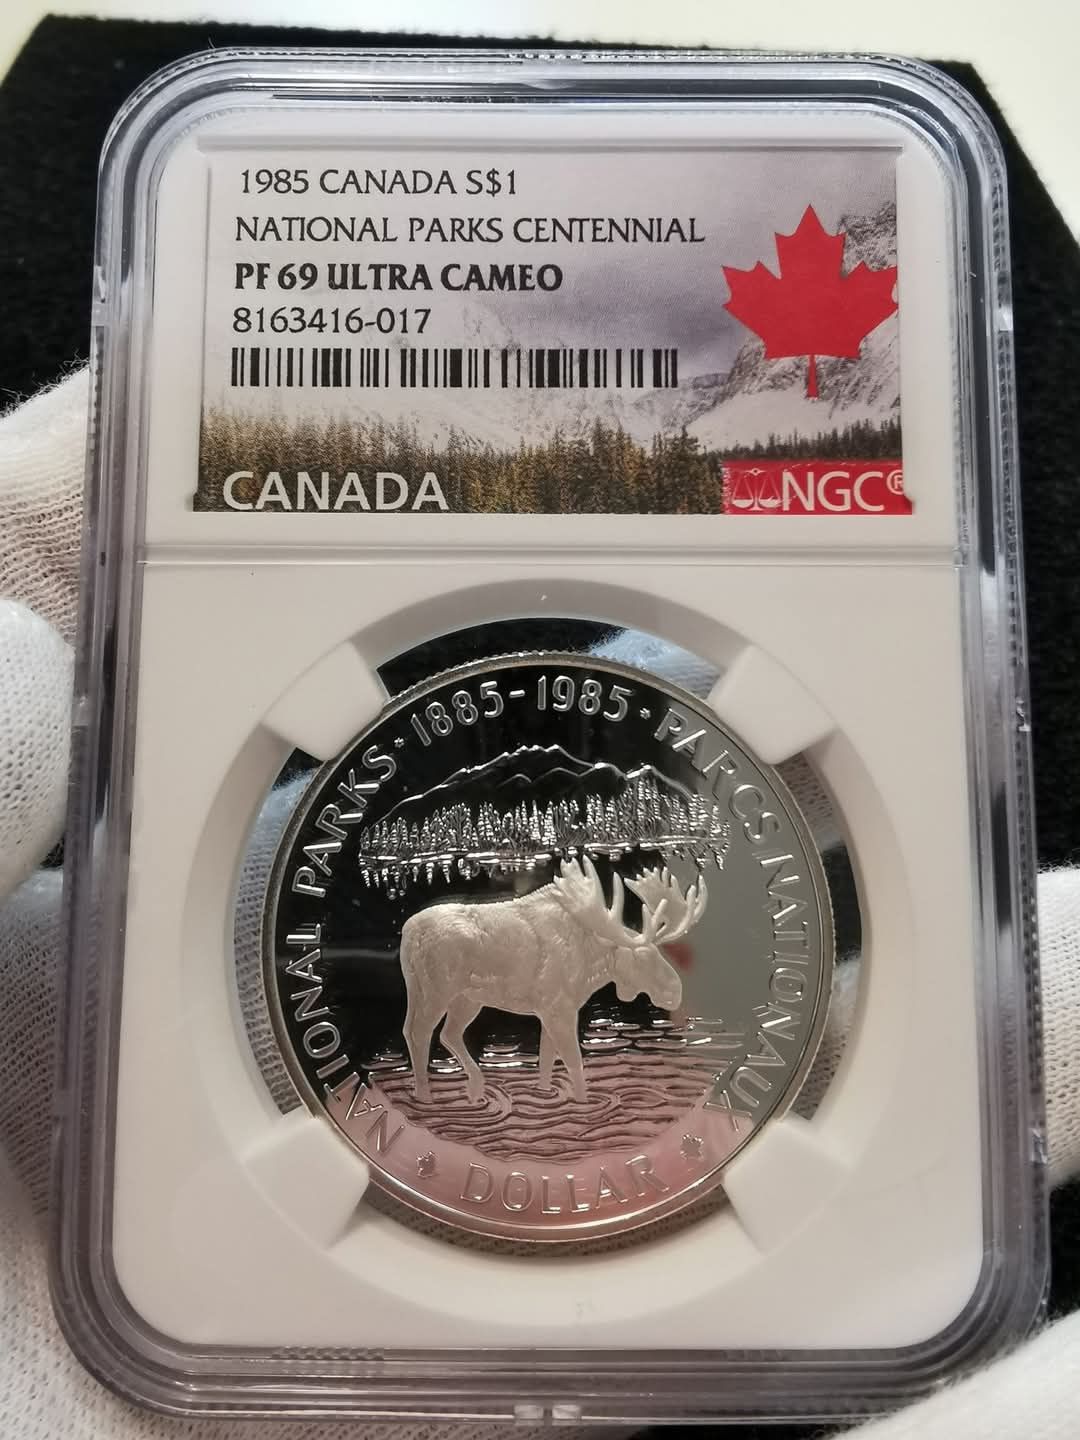 1985 CANADA S$1
NATIONAL PARKS CENTENNIAL
PF 69 ULTRA CAMEO
8163416-017
CANADA
NGC®
NATIONAL PARKS · 1885-1985 · PARCS NATIONAUX
DOLLAR